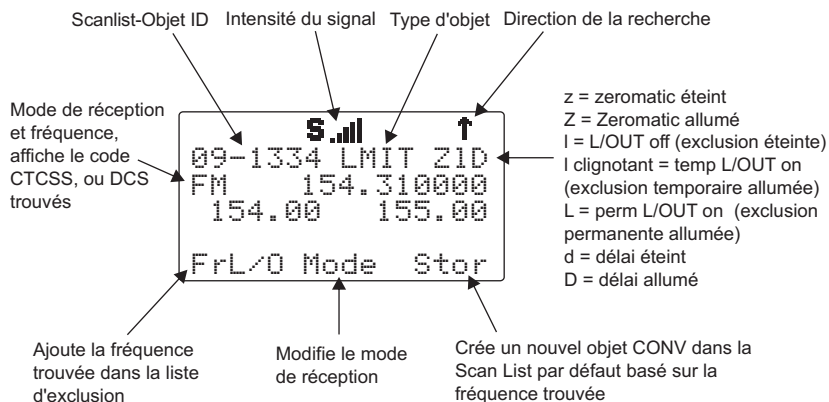 Scanlist-Objet ID
Intensité du signal
Type d'objet
Direction de la recherche
Mode de réception
et fréquence,
affiche le code
CTCSS, ou DCS
trouvés
S
09-1334 LMIT ZlD
FM 154.310000
154.00 155.00
FrL/O Mode Stor
z = zeromatic éteint
Z = Zeromatic allumé
l = L/OUT off (exclusion éteinte)
l clignotant = temp L/OUT on
(exclusion temporaire allumée)
L = perm L/OUT on (exclusion
permanente allumée)
d = délai éteint
D = délai allumé
Ajoute la fréquence
trouvée dans la liste
d'exclusion
Modifie le mode
de réception
Crée un nouvel objet CONV dans la
Scan List par défaut basé sur la
fréquence trouvée